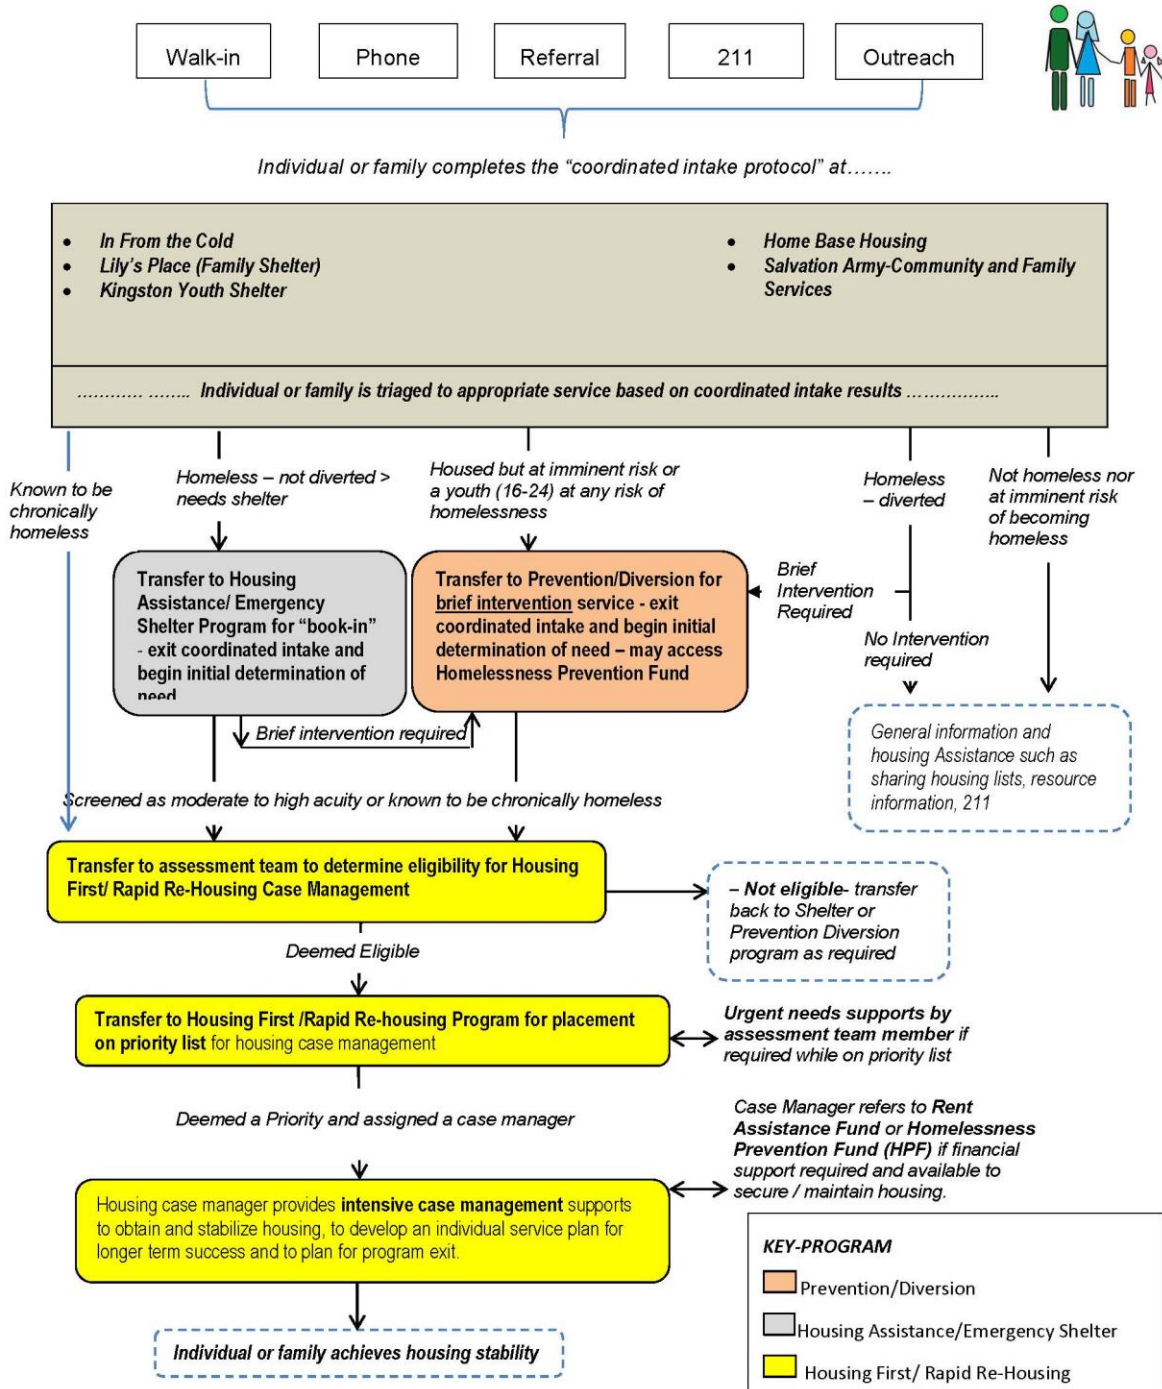 Walk-in
Phone
Referral
211
Outreach
Individual or family completes the “coordinated intake protocol” at…….
• In From the Cold
• Lily’s Place (Family Shelter)
• Kingston Youth Shelter
• Home Base Housing
• Salvation Army-Community and Family
Services
………… …….. Individual or family is triaged to appropriate service based on coordinated intake results ……………..
Known to be
chronically
homeless
Homeless – not diverted >
needs shelter
Housed but at imminent risk or
a youth (16-24) at any risk of
homelessness
Homeless
– diverted
Not homeless nor
at imminent risk
of becoming
homeless
Transfer to Housing
Assistance/ Emergency
Shelter Program for “book-in”
- exit coordinated intake and
begin initial determination of
need
Transfer to Prevention/Diversion for
brief intervention service - exit
coordinated intake and begin initial
determination of need – may access
Homelessness Prevention Fund
Brief
Intervention
Required
No Intervention
required
Brief intervention required
General information and
housing Assistance such as
sharing housing lists, resource
information, 211
Screened as moderate to high acuity or known to be chronically homeless
Transfer to assessment team to determine eligibility for Housing
First/ Rapid Re-Housing Case Management
– Not eligible- transfer
back to Shelter or
Prevention Diversion
program as required
Deemed Eligible
Transfer to Housing First /Rapid Re-housing Program for placement
on priority list for housing case management
Urgent needs supports by
assessment team member if
required while on priority list
Deemed a Priority and assigned a case manager
Case Manager refers to Rent
Assistance Fund or Homelessness
Prevention Fund (HPF) if financial
support required and available to
secure / maintain housing.
Housing case manager provides intensive case management supports
to obtain and stabilize housing, to develop an individual service plan for
longer term success and to plan for program exit.
Individual or family achieves housing stability
KEY-PROGRAM
Prevention/Diversion
Housing Assistance/Emergency Shelter
Housing First/ Rapid Re-Housing